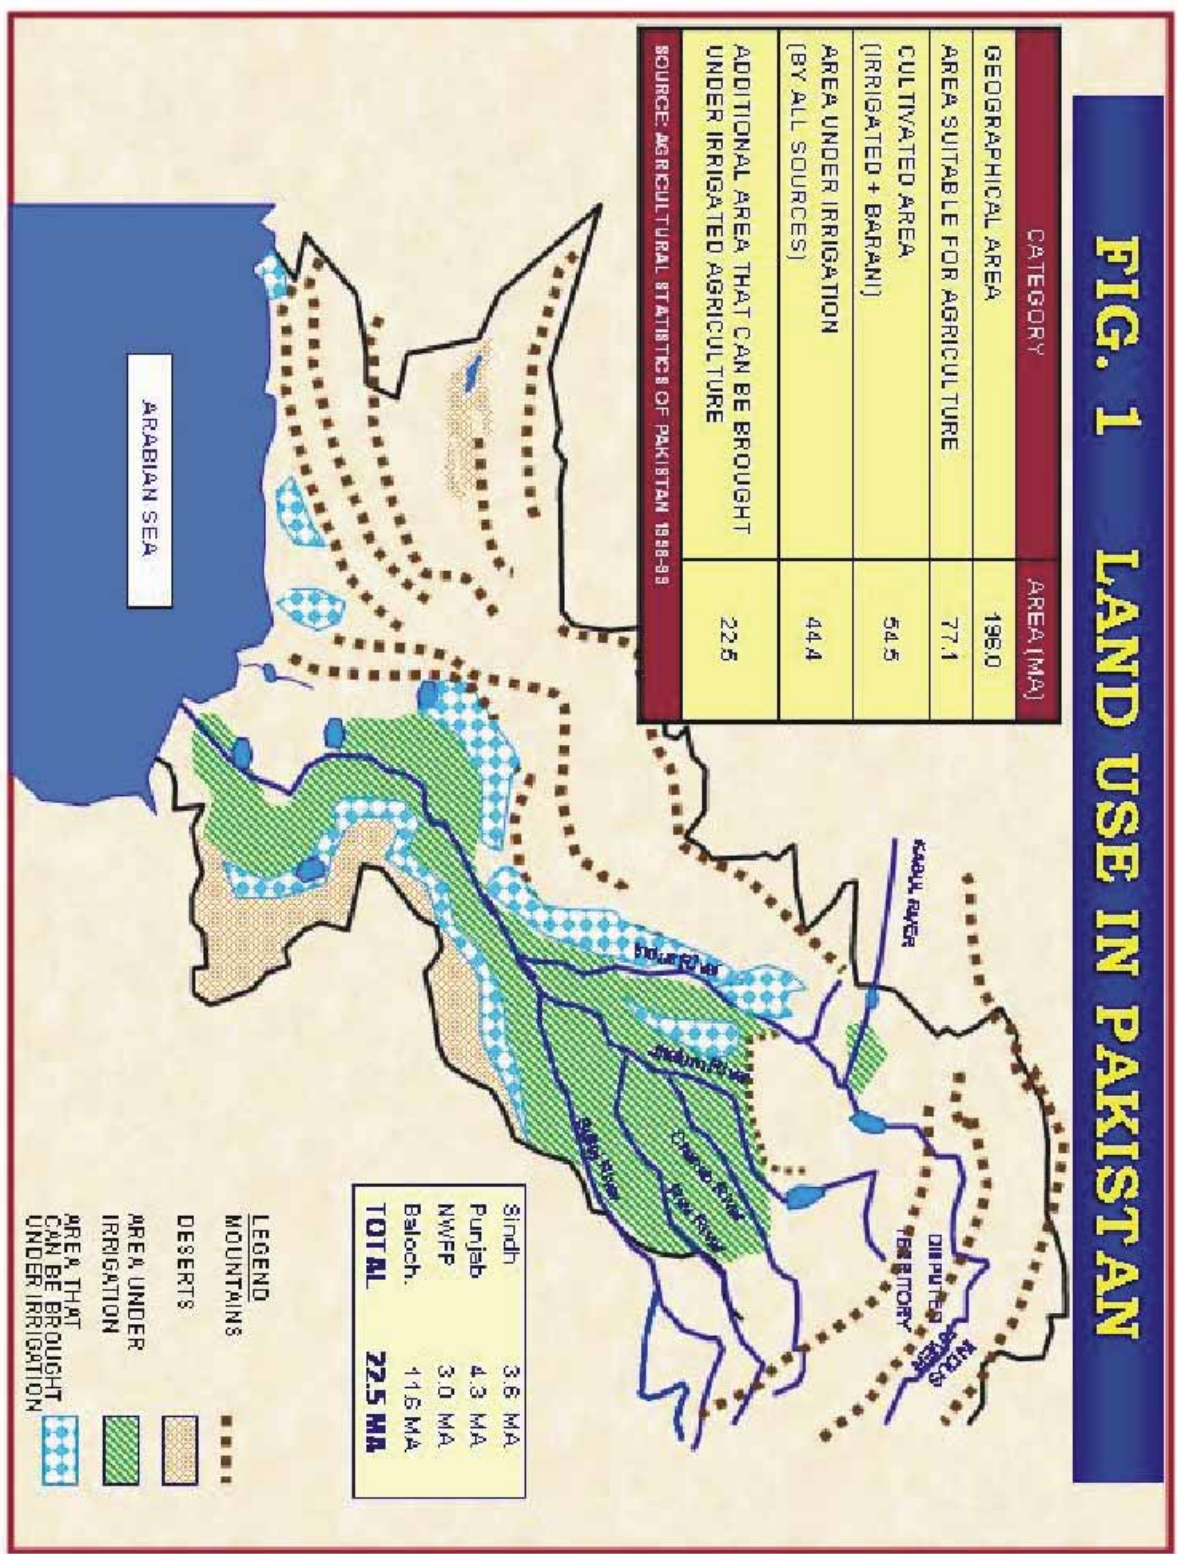 FIG. 1 LAND USE IN PAKISTAN
CATEGORY AREA (MA)
GEOGRAPHICAL AREA 196.0
AREA SUITABLE FOR AGRICULTURE 77.1
CULTIVATED AREA
(IRRIGATED + BARANI) 54.5
AREA UNDER IRRIGATION
(BY ALL SOURCES) 44.4
ADDITIONAL AREA THAT CAN BE BROUGHT
UNDER IRRIGATED AGRICULTURE 22.5
SOURCE: AGRICULTURAL STATISTICS OF PAKISTAN 1998-99
KABUL RIVER
INDUS RIVER
DISPUTED
TERRITORY
Indus River
Jhelum River
Chenab River
Ravi River
Sutlej River
ARABIAN SEA
Sindh 3.6 MA
Punjab 4.3 MA
NWFP 3.0 MA
Baloch. 11.6 MA
TOTAL 22.5 MA
LEGEND
MOUNTAINS
DESERTS
AREA UNDER
IRRIGATION
AREA THAT
CAN BE BROUGHT
UNDER IRRIGATION